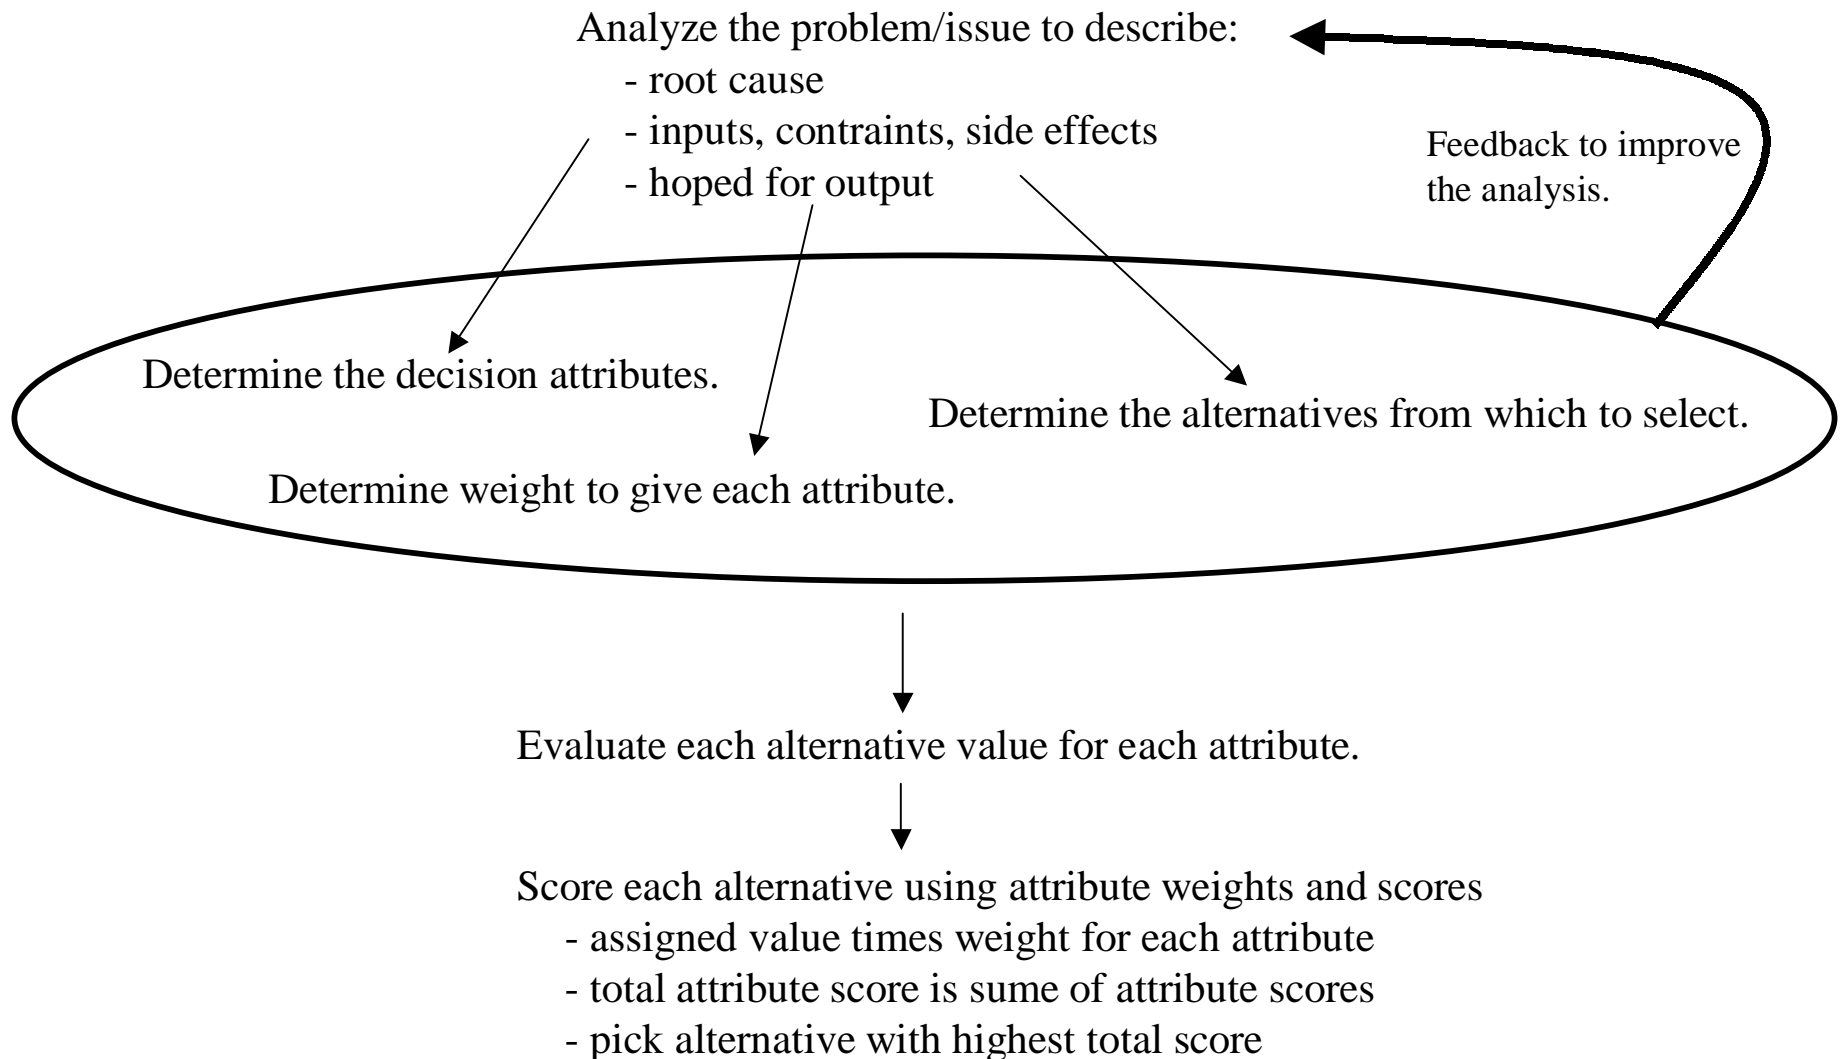 Analyze the problem/issue to describe:
- root cause
- inputs, contraints, side effects
- hoped for output
Feedback to improve
the analysis.
Determine the decision attributes.
Determine the alternatives from which to select.
Determine weight to give each attribute.
Evaluate each alternative value for each attribute.
Score each alternative using attribute weights and scores
- assigned value times weight for each attribute
- total attribute score is sume of attribute scores
- pick alternative with highest total score